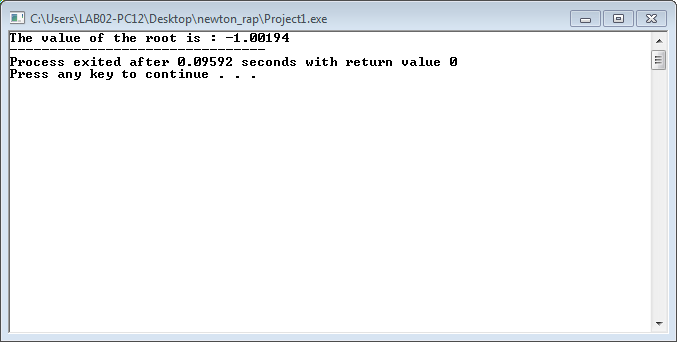 C:\Users\LAB02-PC12\Desktop\newton_rap\Project1.exe
The value of the root is : -1.00194
--------------------------------
Process exited after 0.09592 seconds with return value 0
Press any key to continue . . .